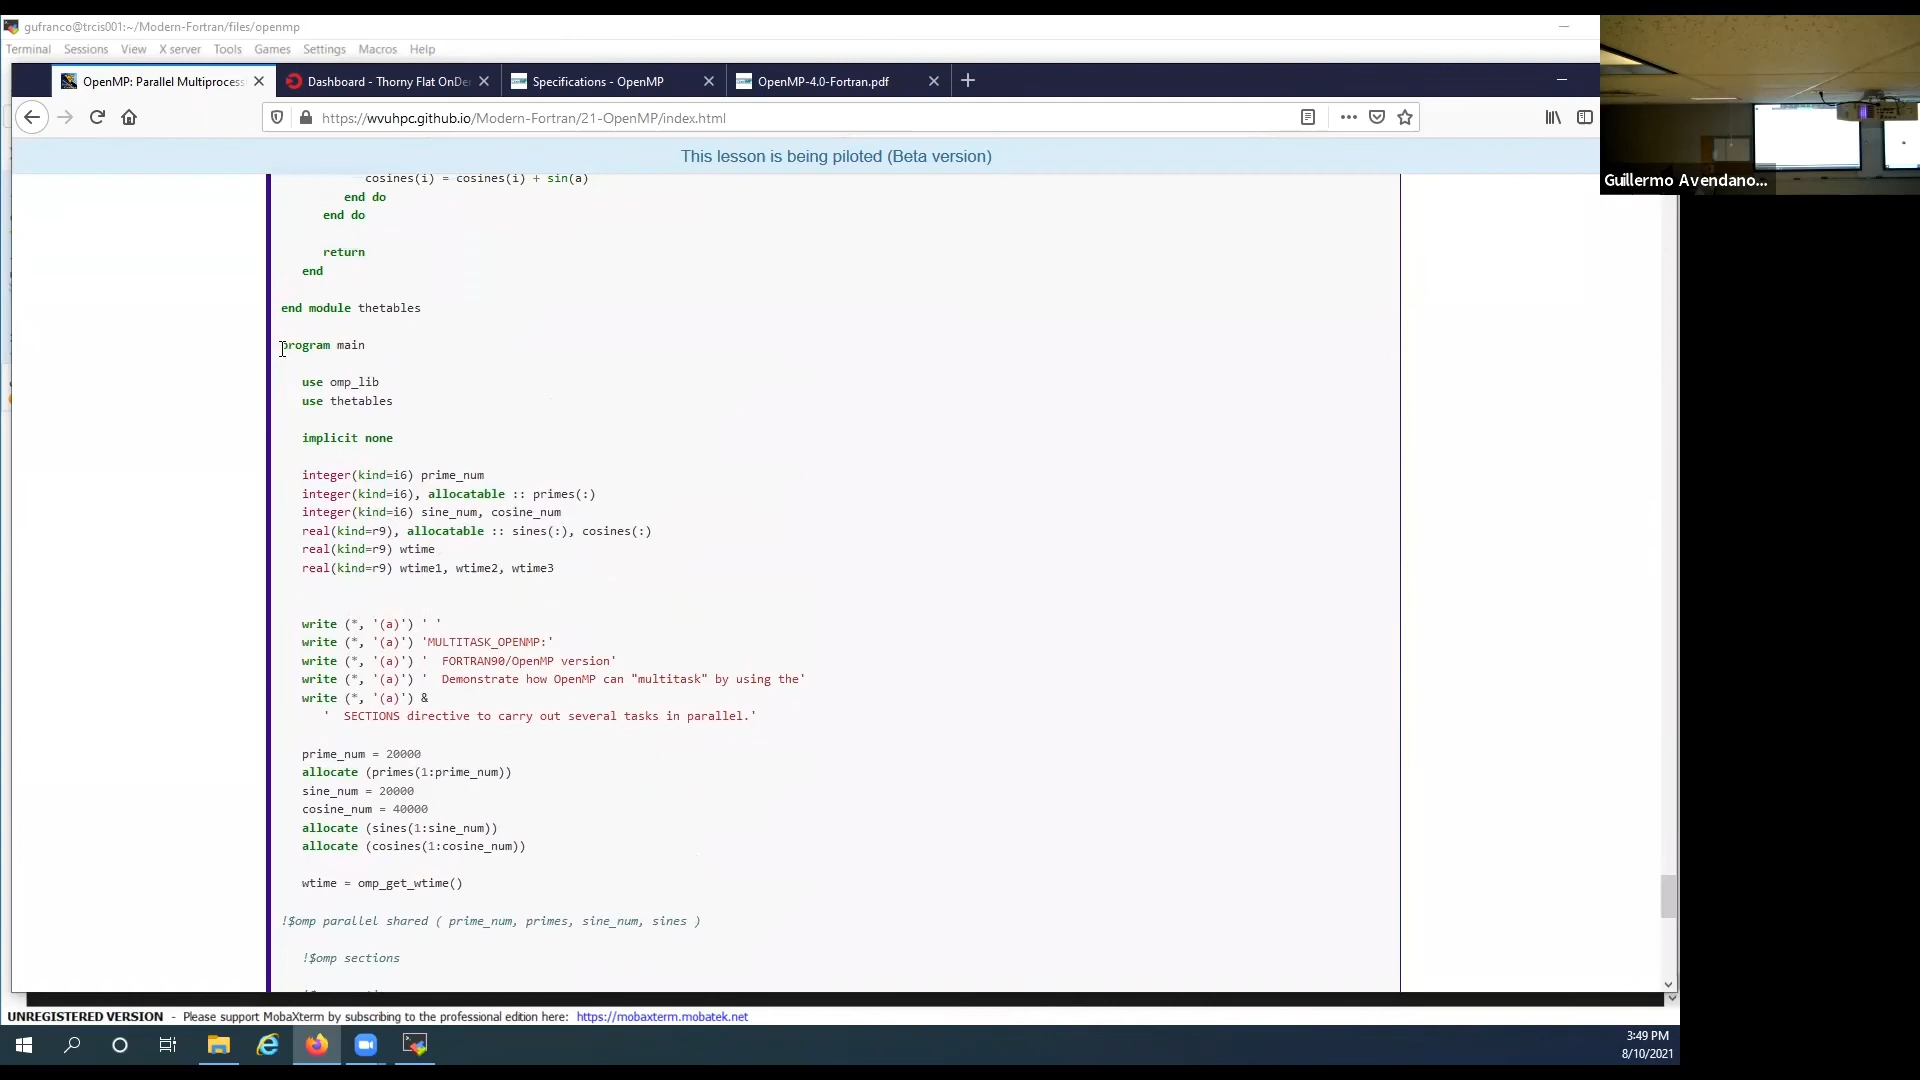 gufranco@trcis001:~/Modern-Fortran/files/openmp
Terminal Sessions View X server Tools Games Settings Macros Help
OpenMP: Parallel Multiprocess
Dashboard - Thorny Flat OnDe
Specifications - OpenMP
OpenMP-4.0-Fortran.pdf
https://wvuhpc.github.io/Modern-Fortran/21-OpenMP/index.html
This lesson is being piloted (Beta version)
Guillermo Avendano...
cosines(i) = cosines(i) + sin(a)
end do
end do
return
end
end module thetables
program main
use omp_lib
use thetables
implicit none
integer(kind=i6) prime_num
integer(kind=i6), allocatable :: primes(:)
integer(kind=i6) sine_num, cosine_num
real(kind=r9), allocatable :: sines(:), cosines(:)
real(kind=r9) wtime
real(kind=r9) wtime1, wtime2, wtime3
write (*, '(a)') ' '
write (*, '(a)') 'MULTITASK_OPENMP:'
write (*, '(a)') '  FORTRAN90/OpenMP version'
write (*, '(a)') '  Demonstrate how OpenMP can "multitask" by using the'
write (*, '(a)') &
'  SECTIONS directive to carry out several tasks in parallel.'
prime_num = 20000
allocate (primes(1:prime_num))
sine_num = 20000
cosine_num = 40000
allocate (sines(1:sine_num))
allocate (cosines(1:cosine_num))
wtime = omp_get_wtime()
!$omp parallel shared ( prime_num, primes, sine_num, sines )
!$omp sections
UNREGISTERED VERSION - Please support MobaXterm by subscribing to the professional edition here: https://mobaxterm.mobatek.net
3:49 PM
8/10/2021